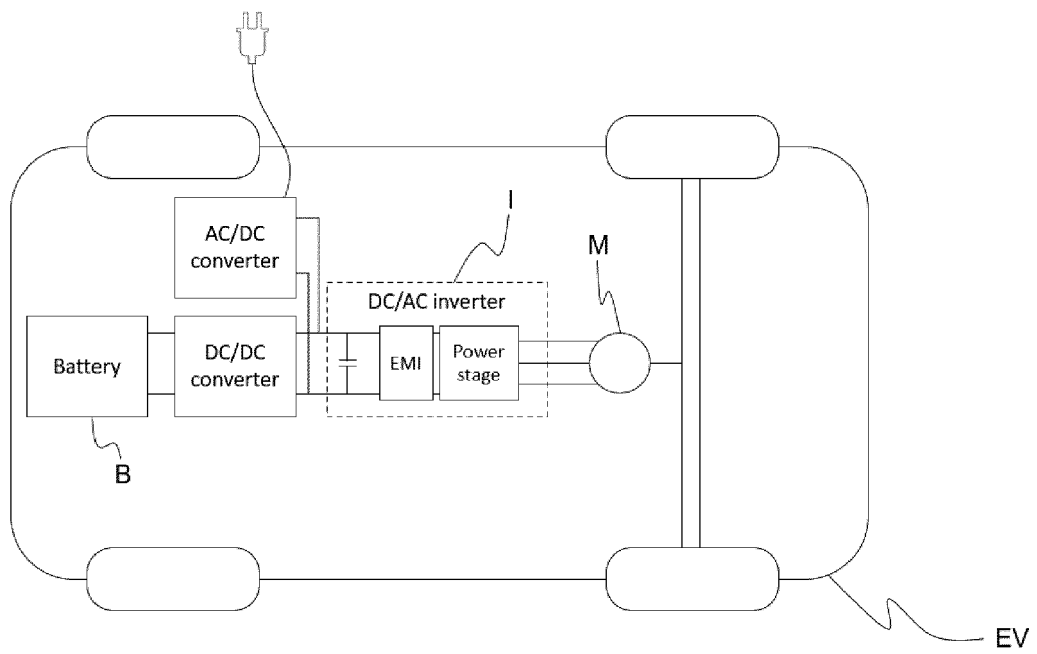 I
AC/DC
converter
M
DC/AC inverter
Battery
DC/DC
converter
EMI
Power
stage
B
EV